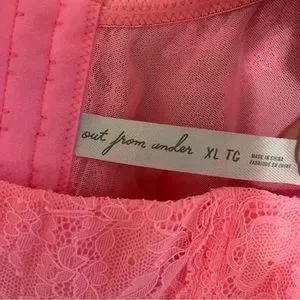 out from under XL TG
MADE IN CHINA
FABRIQUÉ EN CHINE